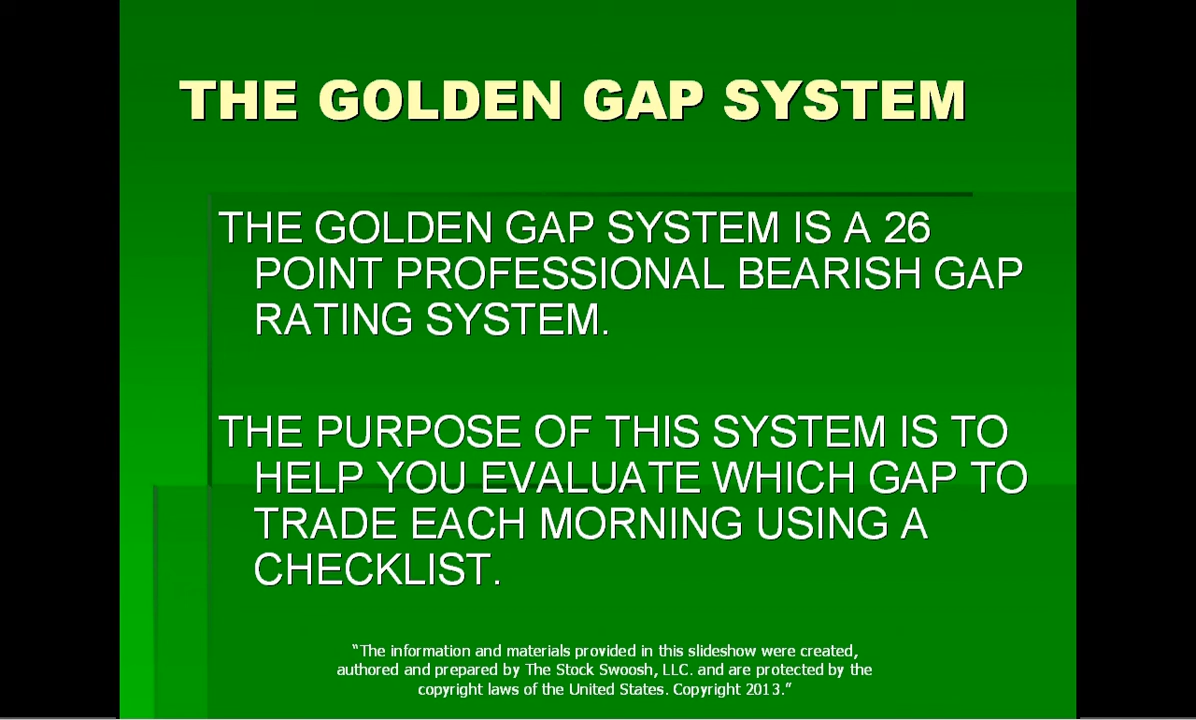 THE GOLDEN GAP SYSTEM
THE GOLDEN GAP SYSTEM IS A 26
POINT PROFESSIONAL BEARISH GAP
RATING SYSTEM.
THE PURPOSE OF THIS SYSTEM IS TO
HELP YOU EVALUATE WHICH GAP TO
TRADE EACH MORNING USING A
CHECKLIST.
“The information and materials provided in this slideshow were created,
authored and prepared by The Stock Swoosh, LLC. and are protected by the
copyright laws of the United States. Copyright 2013.”